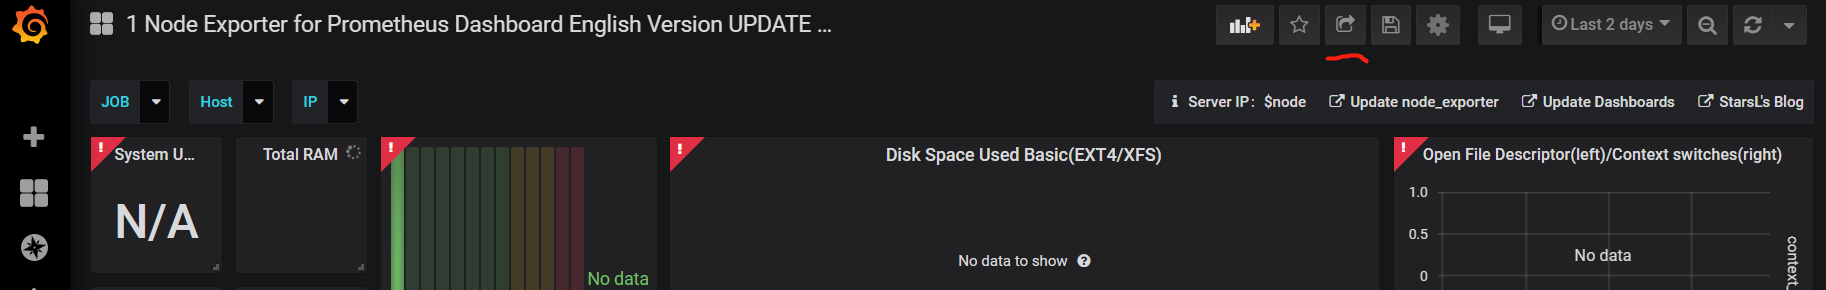 1 Node Exporter for Prometheus Dashboard English Version UPDATE ...
Last 2 days
JOB
Host
IP
i Server IP: $node
Update node_exporter
Update Dashboards
StarsL's Blog
! System U...
N/A
Total RAM
!
No data
! Disk Space Used Basic(EXT4/XFS)
No data to show ?
! Open File Descriptor(left)/Context switches(right)
1.0
0.5
0
No data
context_